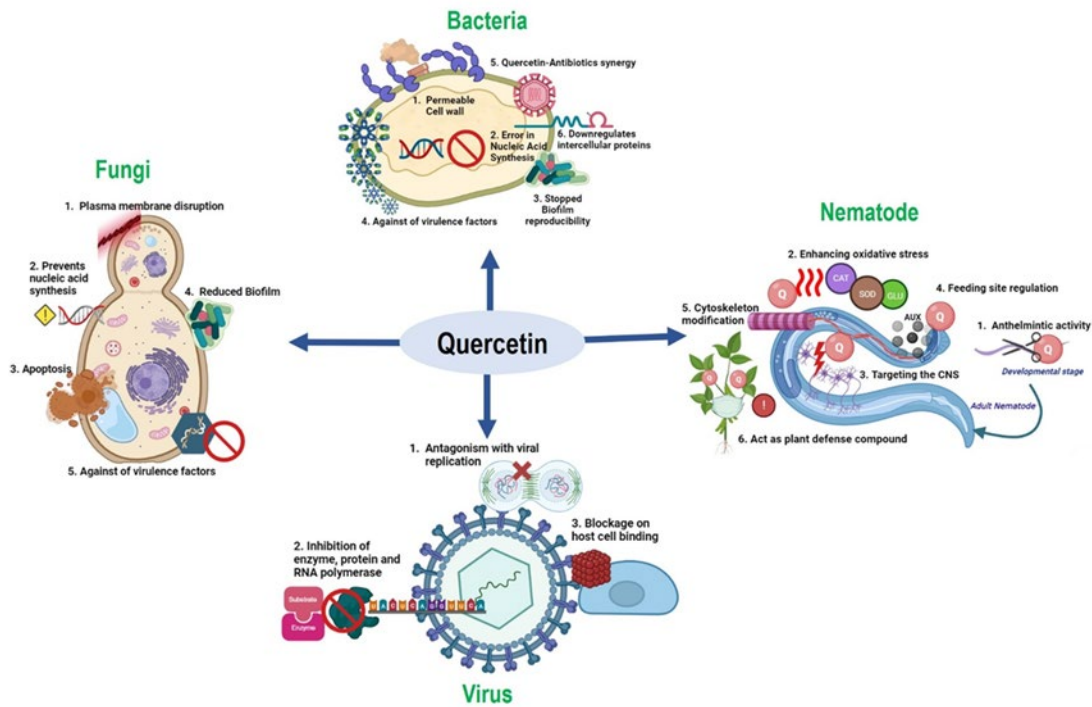 Bacteria
5. Quercetin-Antibiotics synergy
1. Permeable
Cell wall
2. Error in
Nucleic Acid
Synthesis
6. Downregulates
intercellular proteins
3. Stopped
Biofilm
reproducibility
4. Against of virulence factors
Fungi
1. Plasma membrane disruption
2. Prevents
nucleic acid
synthesis
!
4. Reduced Biofilm
3. Apoptosis
5. Against of virulence factors
Quercetin
Nematode
2. Enhancing oxidative stress
Q
CAT
SOD
GLU
4. Feeding site regulation
Q
AUX
5. Cytoskeleton
modification
1. Anthelmintic activity
Q
Q
Developmental stage
3. Targeting the CNS
Q
Q
!
Adult Nematode
6. Act as plant defense compound
1. Antagonism with viral
replication
3. Blockage on
host cell binding
2. Inhibition of
enzyme, protein and
RNA polymerase
Substrate
Enzyme
Virus